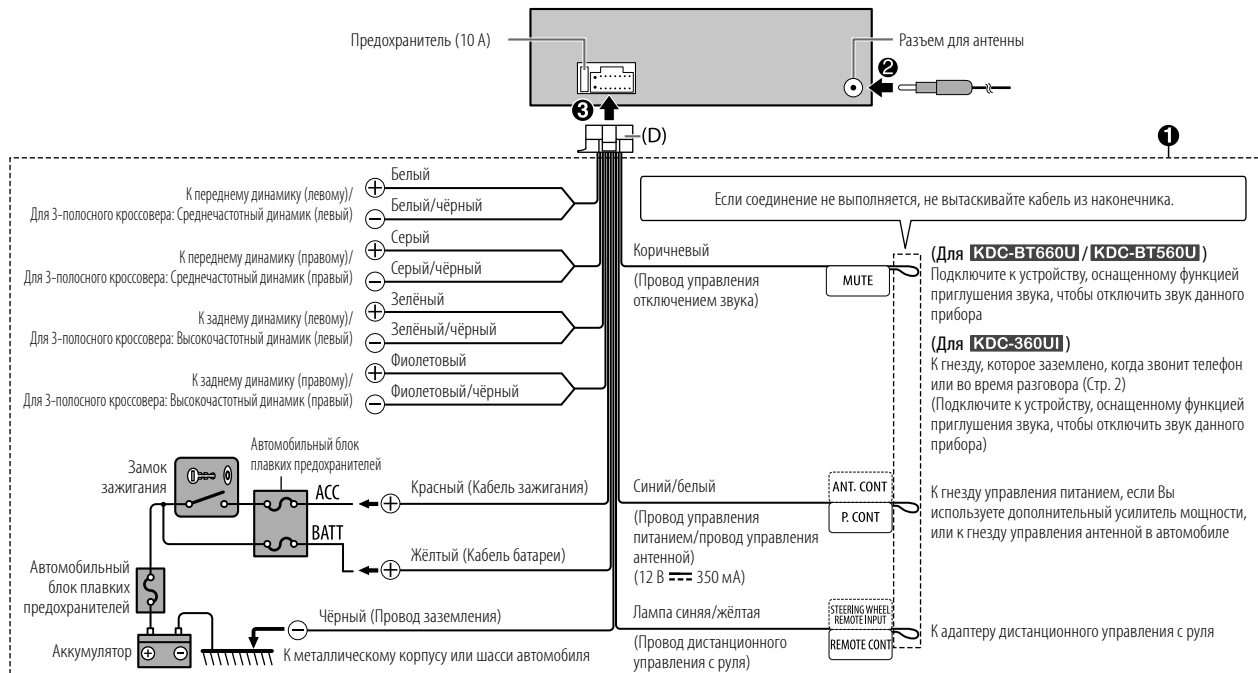 Предохранитель (10 А)
Разъем для антенны
❷
❸
(D)
❶
К переднему динамику (левому)/
Для 3-полосного кроссовера: Среднечастотный динамик (левый)
Белый
Белый/чёрный
К переднему динамику (правому)/
Для 3-полосного кроссовера: Среднечастотный динамик (правый)
Серый
Серый/чёрный
К заднему динамику (левому)/
Для 3-полосного кроссовера: Высокочастотный динамик (левый)
Зелёный
Зелёный/чёрный
К заднему динамику (правому)/
Для 3-полосного кроссовера: Высокочастотный динамик (правый)
Фиолетовый
Фиолетовый/чёрный
Замок
зажигания
Автомобильный блок
плавких предохранителей
ACC
BATT
Красный (Кабель зажигания)
Жёлтый (Кабель батареи)
Автомобильный
блок плавких
предохранителей
Аккумулятор
Чёрный (Провод заземления)
К металлическому корпусу или шасси автомобиля
Если соединение не выполняется, не вытаскивайте кабель из наконечника.
Коричневый
(Провод управления
отключением звука)
MUTE
(Для KDC-BT660U / KDC-BT560U)
Подключите к устройству, оснащенному функцией
приглушения звука, чтобы отключить звук данного
прибора
(Для KDC-360UI)
К гнезду, которое заземлено, когда звонит телефон
или во время разговора (Стр. 2)
(Подключите к устройству, оснащенному функцией
приглушения звука, чтобы отключить звук данного
прибора)
Синий/белый
(Провод управления
питанием/провод управления
антенной)
(12 В 350 мА)
ANT. CONT
P. CONT
К гнезду управления питанием, если Вы
используете дополнительный усилитель мощности,
или к гнезду управления антенной в автомобиле
Лампа синяя/жёлтая
(Провод дистанционного
управления с руля)
STEERING WHEEL
REMOTE INPUT
REMOTE CONT
К адаптеру дистанционного управления с руля